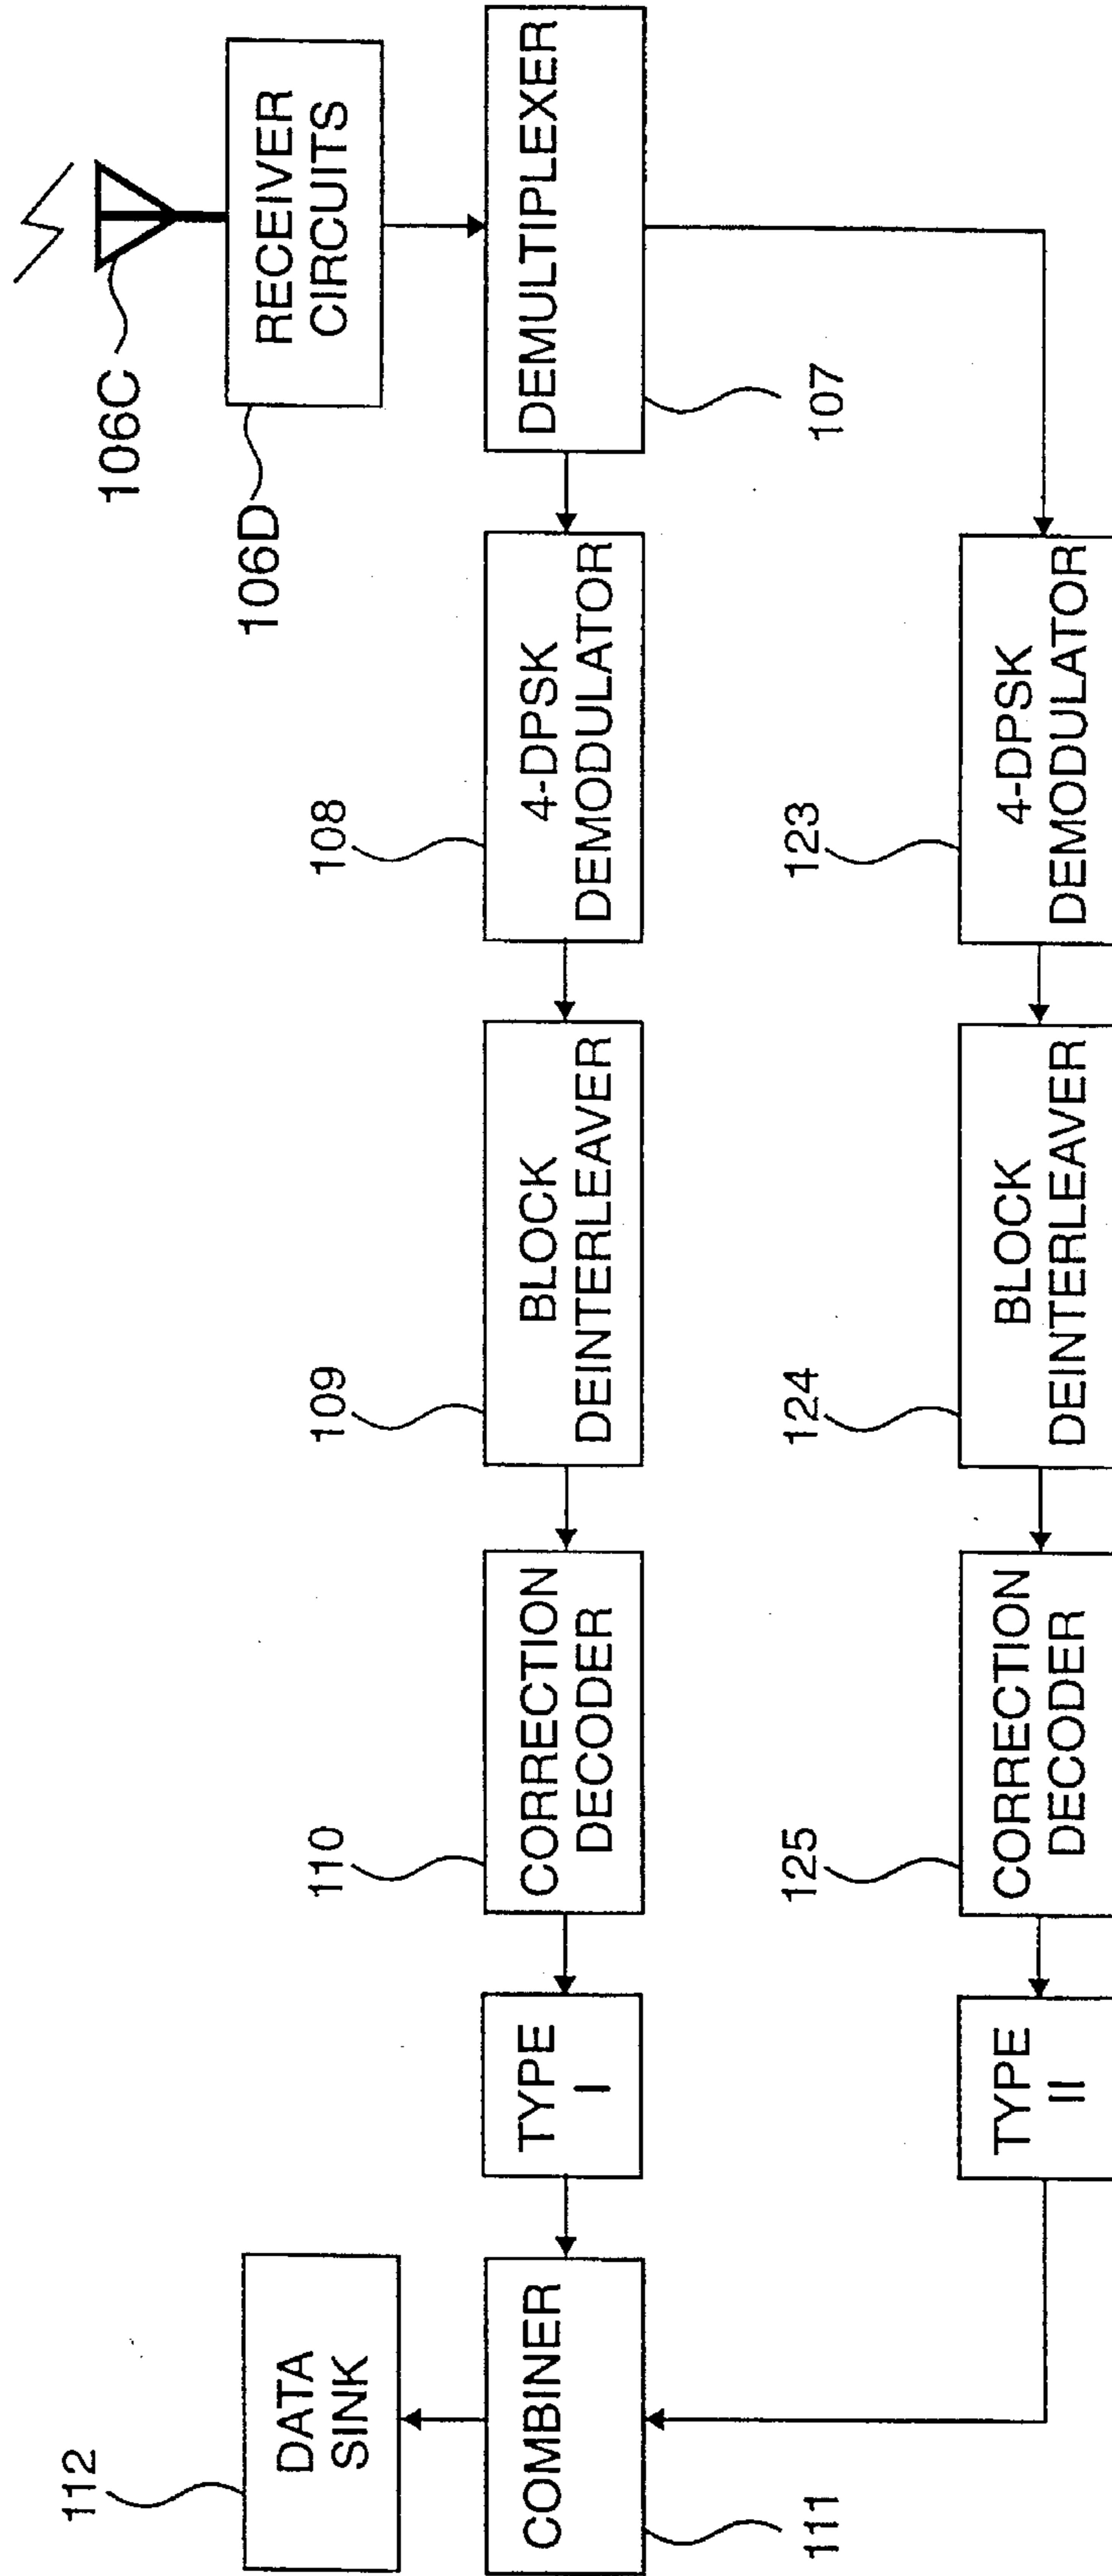 106C
RECEIVER
CIRCUITS
106D
DEMULTIPLEXER
107
4-DPSK
DEMODULATOR
108
BLOCK
DEINTERLEAVER
109
CORRECTION
DECODER
110
TYPE
I
COMBINER
111
DATA
SINK
112
4-DPSK
DEMODULATOR
123
BLOCK
DEINTERLEAVER
124
CORRECTION
DECODER
125
TYPE
II